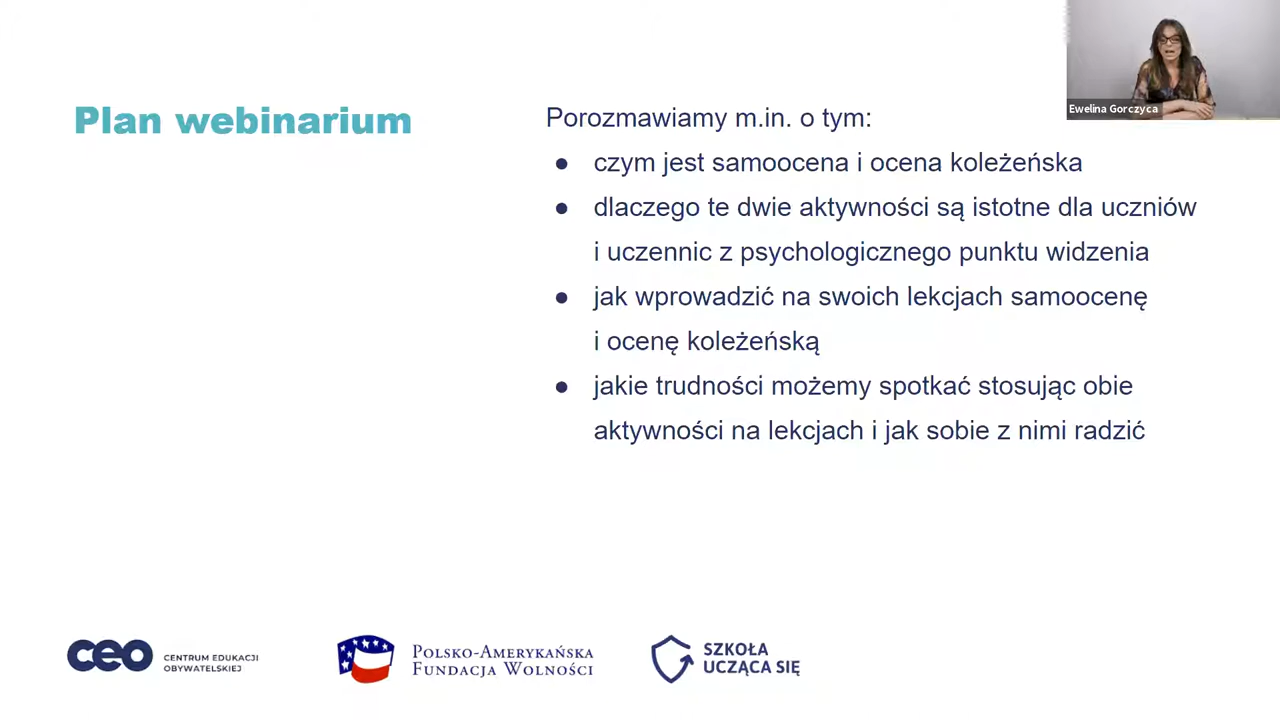 Plan webinarium
Porozmawiamy m.in. o tym:
● czym jest samoocena i ocena koleżeńska
● dlaczego te dwie aktywności są istotne dla uczniów
i uczennic z psychologicznego punktu widzenia
● jak wprowadzić na swoich lekcjach samoocenę
i ocenę koleżeńską
● jakie trudności możemy spotkać stosując obie
aktywności na lekcjach i jak sobie z nimi radzić
Ewelina Gorczyca
ceo
CENTRUM EDUKACJI
OBYWATELSKIEJ
POLSKO-AMERYKAŃSKA
FUNDACJA WOLNOŚCI
SZKOŁA
UCZĄCA SIĘ